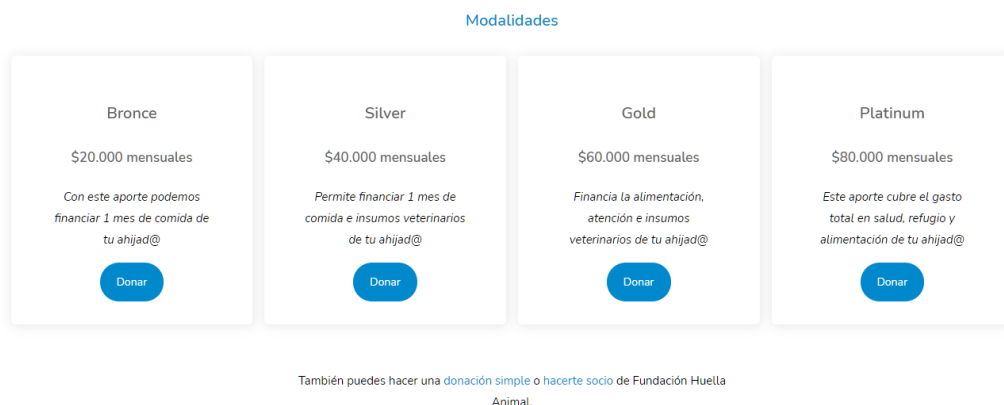 Modalidades
Bronce
$20.000 mensuales
Con este aporte podemos
financiar 1 mes de comida de
tu ahijad@
Donar
Silver
$40.000 mensuales
Permite financiar 1 mes de
comida e insumos veterinarios
de tu ahijad@
Donar
Gold
$60.000 mensuales
Financia la alimentación,
atención e insumos
veterinarios de tu ahijad@
Donar
Platinum
$80.000 mensuales
Este aporte cubre el gasto
total en salud, refugio y
alimentación de tu ahijad@
Donar
También puedes hacer una donación simple o hacerte socio de Fundación Huella
Animal.